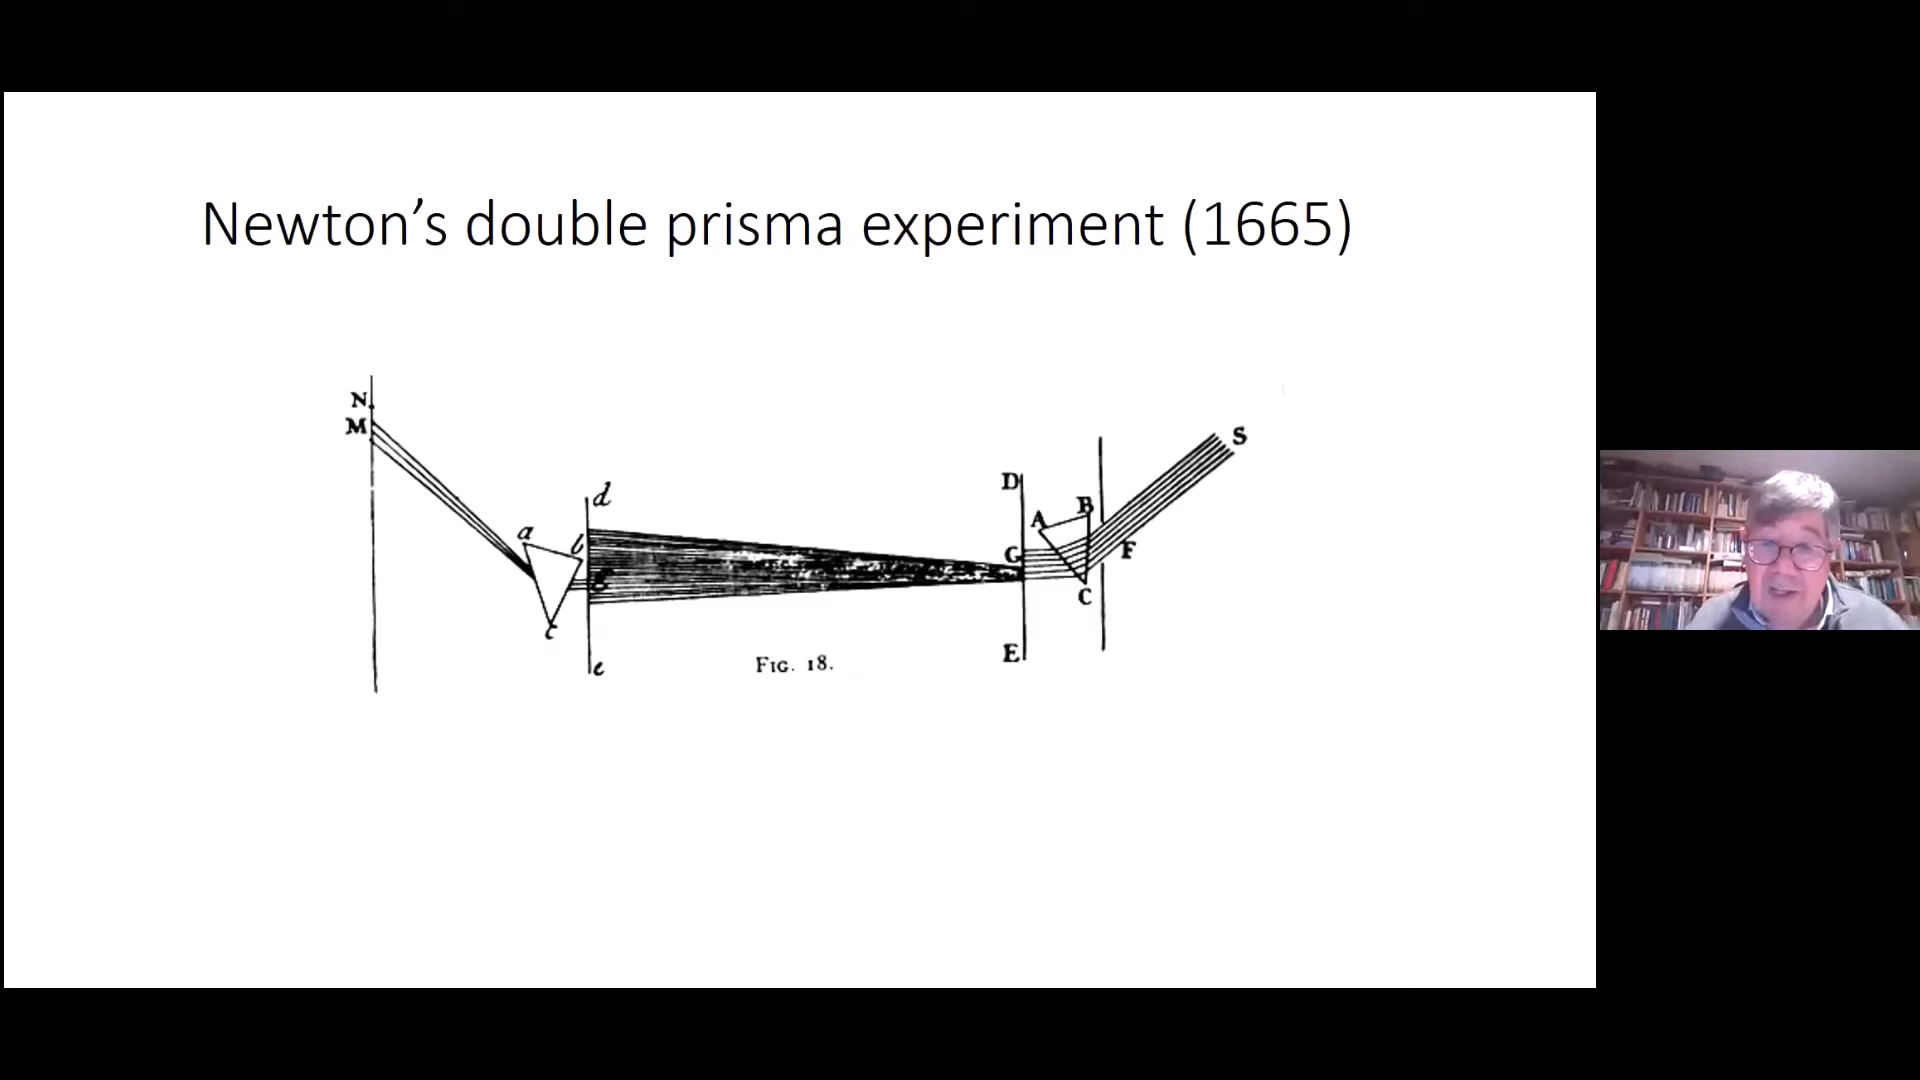 Newton’s double prisma experiment (1665)
N
M
a
b
c
d
e
D
G
E
A
B
C
F
S
FIG. 18.